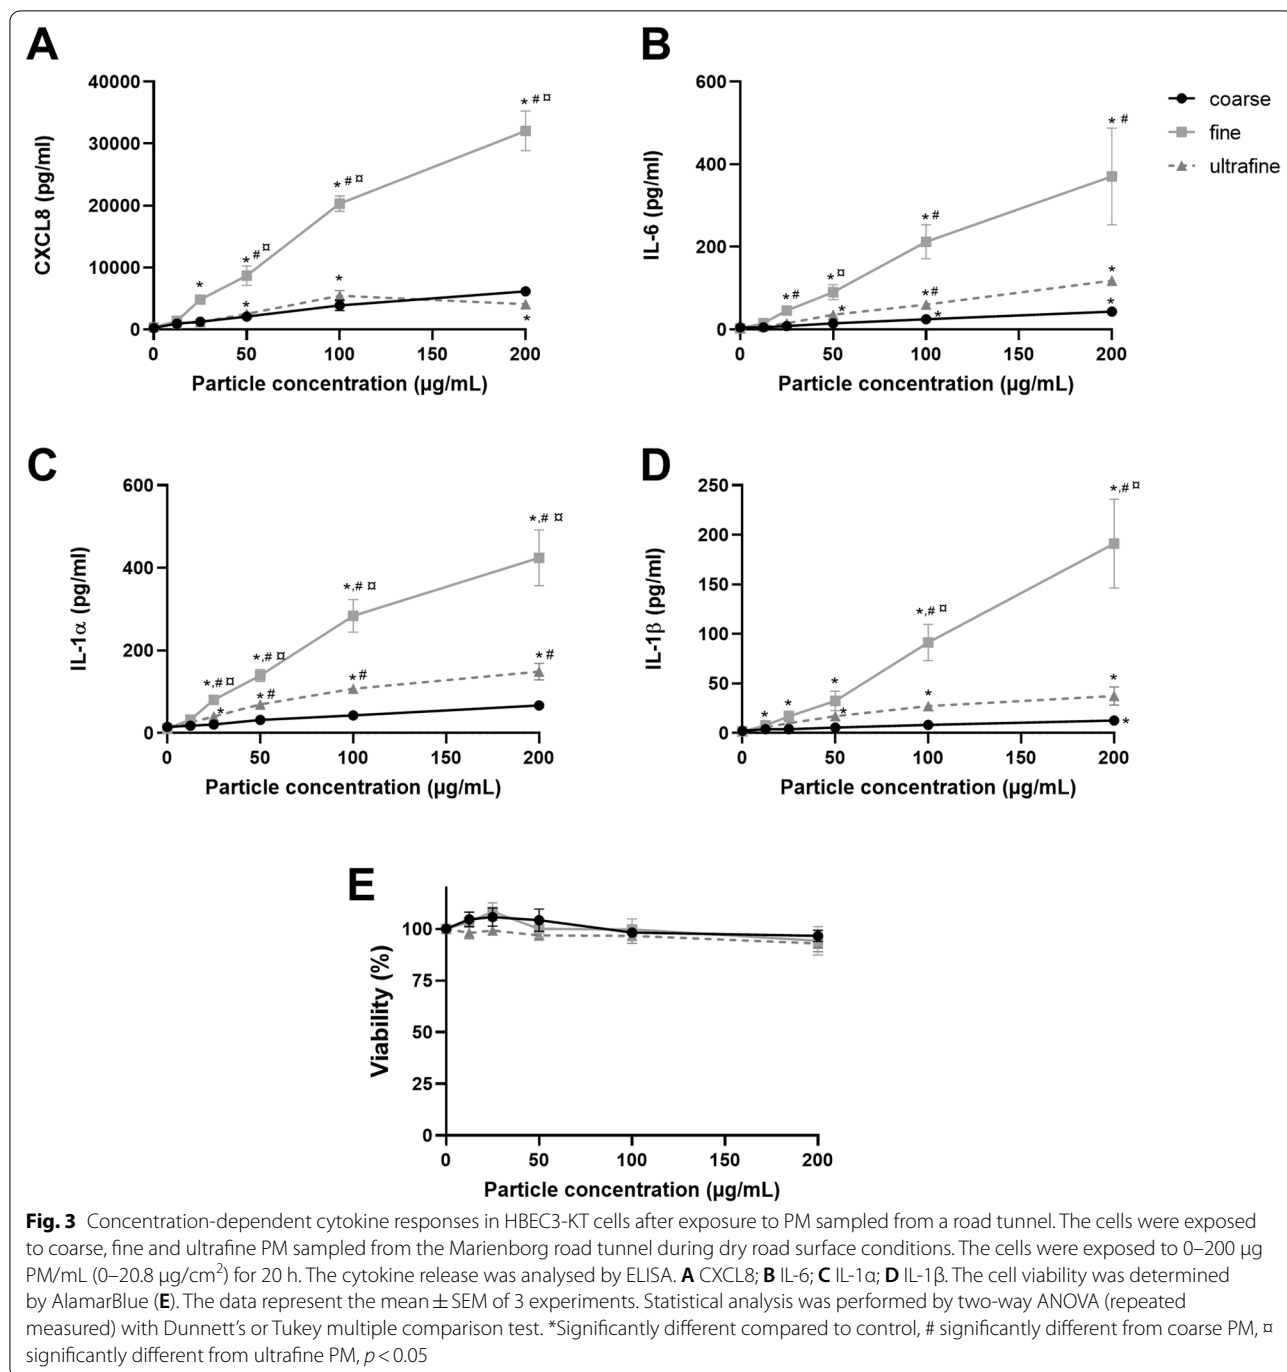 A
CXCL8 (pg/ml)
40000
30000
20000
10000
0
* # ¤
* # ¤
* # ¤
*
*
*
*
0 50 100 150 200
Particle concentration (µg/mL)
B
IL-6 (pg/ml)
600
400
200
0
* #
* #
* ¤
* #
*
* #
*
*
*
0 50 100 150 200
Particle concentration (µg/mL)
coarse
fine
ultrafine
C
IL-1α (pg/ml)
600
400
200
0
*,# ¤
*,# ¤
*,# ¤
*,# ¤
* #
* #
* #
*
0 50 100 150 200
Particle concentration (µg/mL)
D
IL-1β (pg/ml)
250
200
150
100
50
0
*,# ¤
*,# ¤
*
*
*
*
*
*
*
0 50 100 150 200
Particle concentration (µg/mL)
E
Viability (%)
100
75
50
25
0
0 50 100 150 200
Particle concentration (µg/mL)
Fig. 3 Concentration-dependent cytokine responses in HBEC3-KT cells after exposure to PM sampled from a road tunnel. The cells were exposed
to coarse, fine and ultrafine PM sampled from the Marienborg road tunnel during dry road surface conditions. The cells were exposed to 0–200 µg
PM/mL (0–20.8 µg/cm²) for 20 h. The cytokine release was analysed by ELISA. A CXCL8; B IL-6; C IL-1α; D IL-1β. The cell viability was determined
by AlamarBlue (E). The data represent the mean ± SEM of 3 experiments. Statistical analysis was performed by two-way ANOVA (repeated
measured) with Dunnett's or Tukey multiple comparison test. *Significantly different compared to control, # significantly different from coarse PM, ¤
significantly different from ultrafine PM, p < 0.05